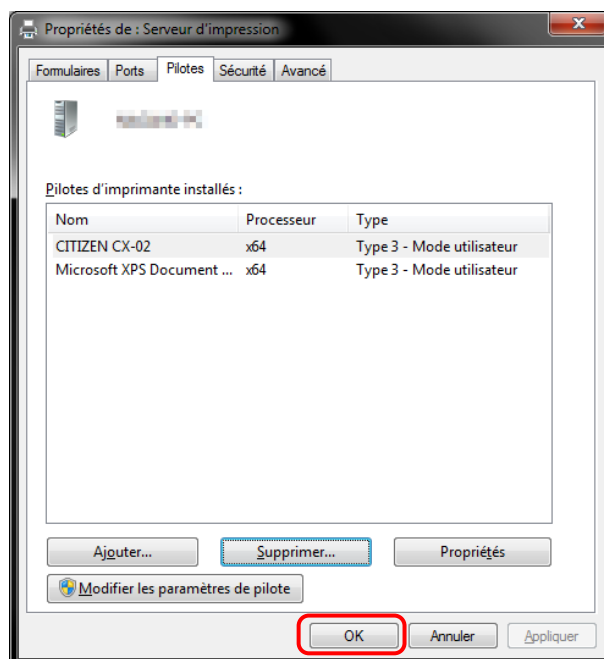 Propriétés de : Serveur d'impression
Formulaires Ports Pilotes Sécurité Avancé
Pilotes d'imprimante installés :
Nom Processeur Type
CITIZEN CX-02 x64 Type 3 - Mode utilisateur
Microsoft XPS Document ... x64 Type 3 - Mode utilisateur
Ajouter... Supprimer... Propriétés
Modifier les paramètres de pilote
OK Annuler Appliquer